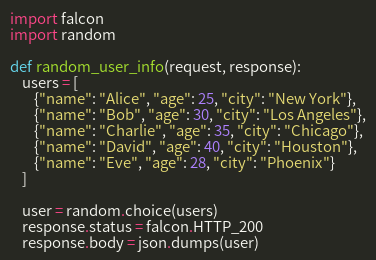 import falcon
import random

def random_user_info(request, response):
    users = [
        {"name": "Alice", "age": 25, "city": "New York"},
        {"name": "Bob", "age": 30, "city": "Los Angeles"},
        {"name": "Charlie", "age": 35, "city": "Chicago"},
        {"name": "David", "age": 40, "city": "Houston"},
        {"name": "Eve", "age": 28, "city": "Phoenix"}
    ]

    user = random.choice(users)
    response.status = falcon.HTTP_200
    response.body = json.dumps(user)